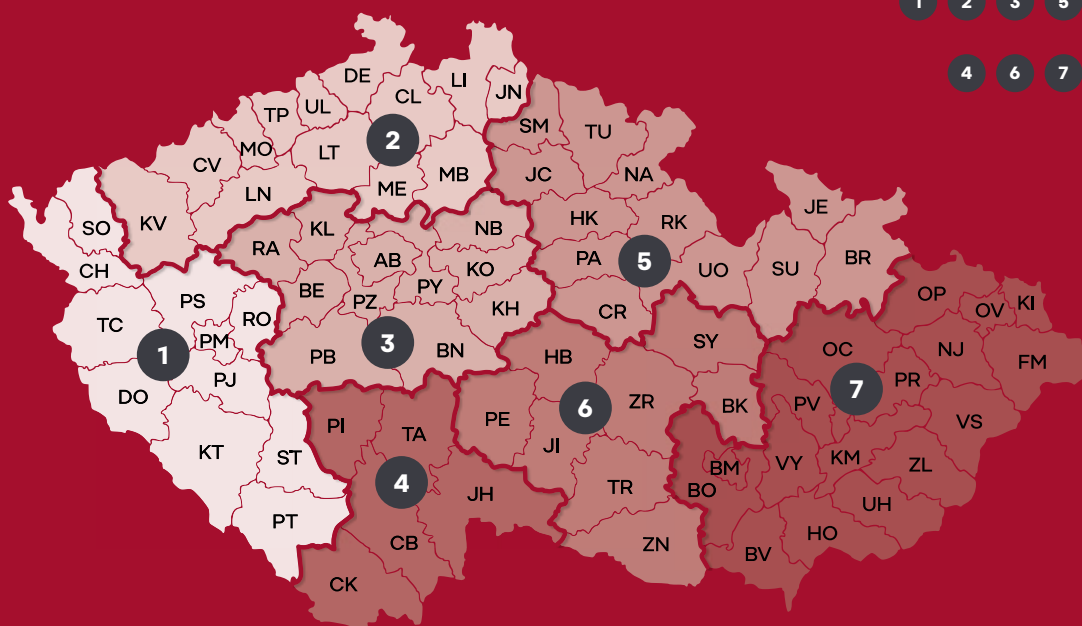 1 2 3 5
4 6 7
DE
LI
CL
JN
UL
TP
SM
TU
2
MO
LT
CV
JC
NA
MB
ME
LN
JE
HK
RK
KV
SO
KL
NB
RA
AB
PA
5
BR
CH
KO
UO
SU
PY
BE
OP
PS
PZ
KH
KI
OV
CR
RO
TC
PM
SY
3
1
BN
OC
NJ
PB
HB
FM
PJ
PR
7
DO
ZR
BK
PV
6
PE
VS
PI
TA
JI
KT
ST
KM
VY
ZL
BM
4
TR
BO
JH
UH
PT
HO
CB
ZN
BV
CK